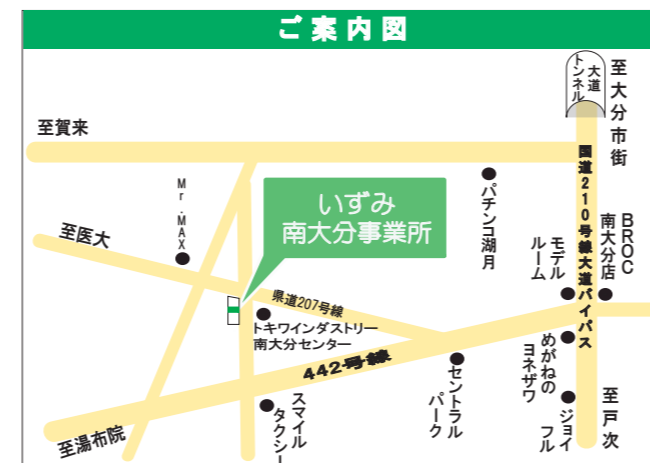 ご案内図
大道
トンネル
至大分市街
至賀来
国道210号線大道バイパス
Mr.MAX
いずみ
南大分事業所
パチンコ湖月
至医大
モデル
ルーム
BROC
南大分店
県道207号線
トキワインダストリー
南大分センター
442号線
めがねの
ヨネザワ
セントラル
パーク
スマイル
タクシー
ジョイ
フル
至戸次
至湯布院